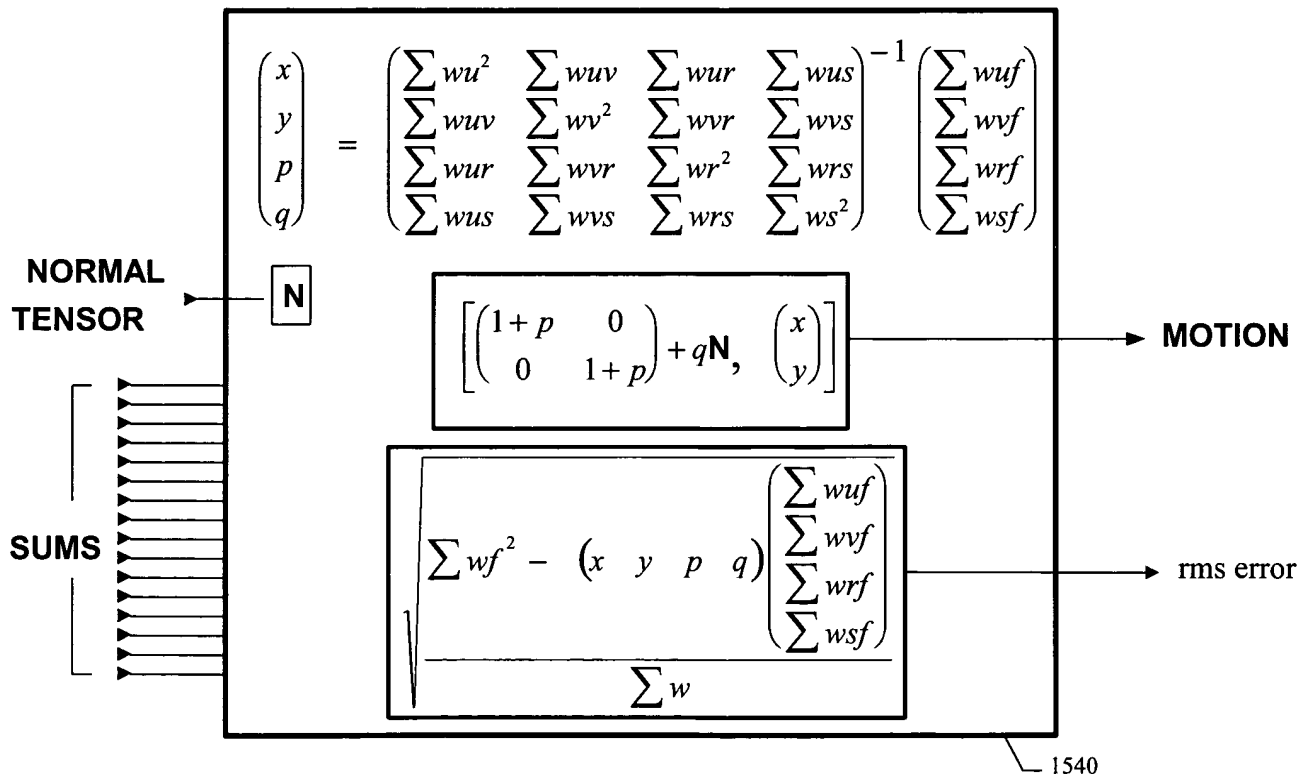 (x y p q) = (∑wu² ∑wuv ∑wur ∑wus
∑wuv ∑wv² ∑wvr ∑wvs
∑wur ∑wvr ∑wr² ∑wrs
∑wus ∑wvs ∑wrs ∑ws²)⁻¹ (∑wuf ∑wvf ∑wrf ∑wsf)
NORMAL
TENSOR
N
[(1+p 0
0 1+p) + qN, (x y)]
MOTION
SUMS
√ ∑wf² − (x y p q) (∑wuf
∑wvf
∑wrf
∑wsf)
∑w
rms error
1540